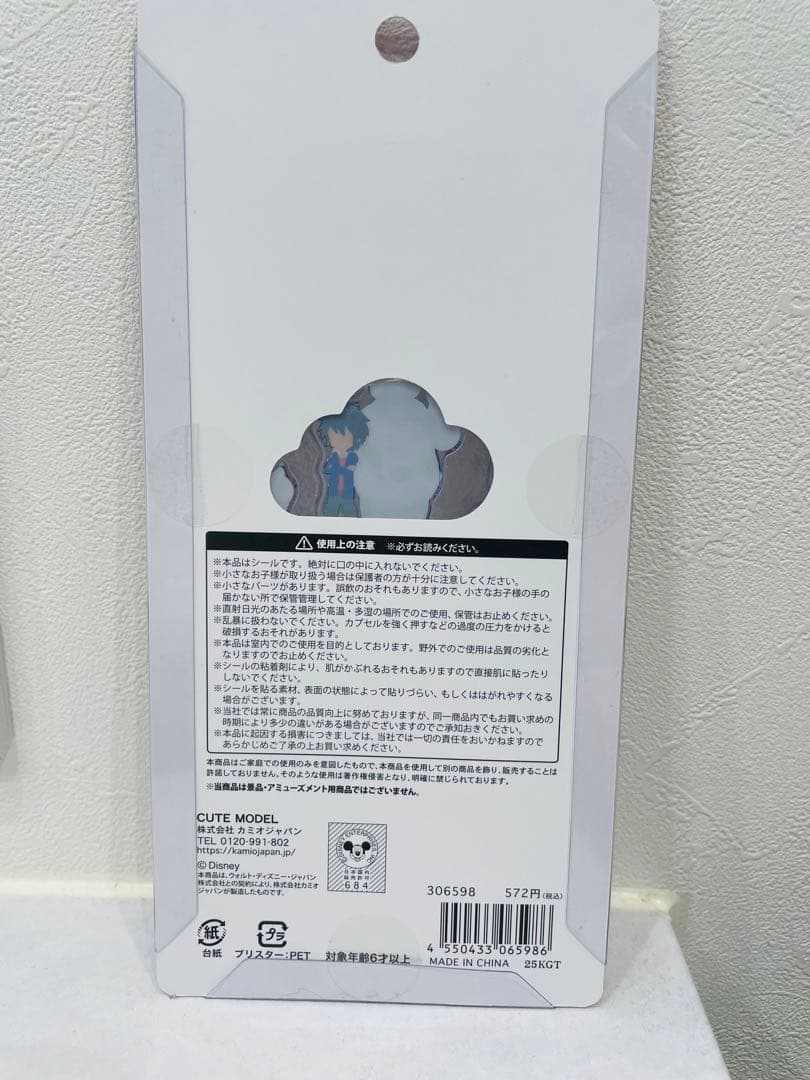 ⚠ 使用上の注意 ※必ずお読みください。
※本品はシールです。絶対に口の中に入れないでください。
※小さなお子様が取り扱う場合は保護者の方が十分に注意してください。
※小さなパーツがあります。誤飲のおそれもありますので、小さなお子様の手の
届かない所で保管管理してください。
※直射日光のあたる場所や高温・多湿の場所でのご使用、保管はお止めください。
※乱暴に扱わないでください。カプセルを強く押すなどの過度の圧力をかけると
破損するおそれがあります。
※本品は室内でのご使用を目的としております。野外でのご使用は品質の劣化と
なりますのでお止めください。
※シールの粘着剤により、肌がかぶれるおそれもありますので直接肌に貼ったり
しないでください。
※シールを貼る素材、表面の状態によって貼りづらい、もしくははがれやすくなる
場合がございます。
※当社では常に商品の品質向上に努めておりますが、同一商品内でもお買い求めの
時期により多少の違いがある場合がございますのでご承知おきください。
※本品に起因する損害につきましては、当社では一切の責任をおいかねますので
あらかじめご了承の上お買い求めください。
本商品はご家庭での使用のみを意図したもので、本商品を使用して別の商品を飾り、販売することは
許諾しておりません。そのような使用は著作権侵害となり、明確に禁じられております。
※当商品は景品・アミューズメント用商品ではございません。
CUTE MODEL
株式会社 カミオジャパン
TEL 0120-991-802
https://kamiojapan.jp/
© Disney
本商品は、ウォルト・ディズニー・ジャパン
株式会社との契約により、株式会社カミオ
ジャパンが製造したものです。
DISNEY ENTERPRISES, INC.
日本国内
販売許可
684
306598 572円(税込)
4 550433 065986
紙
台紙
プラ
ブリスター：PET
対象年齢6才以上
MADE IN CHINA 25KGT